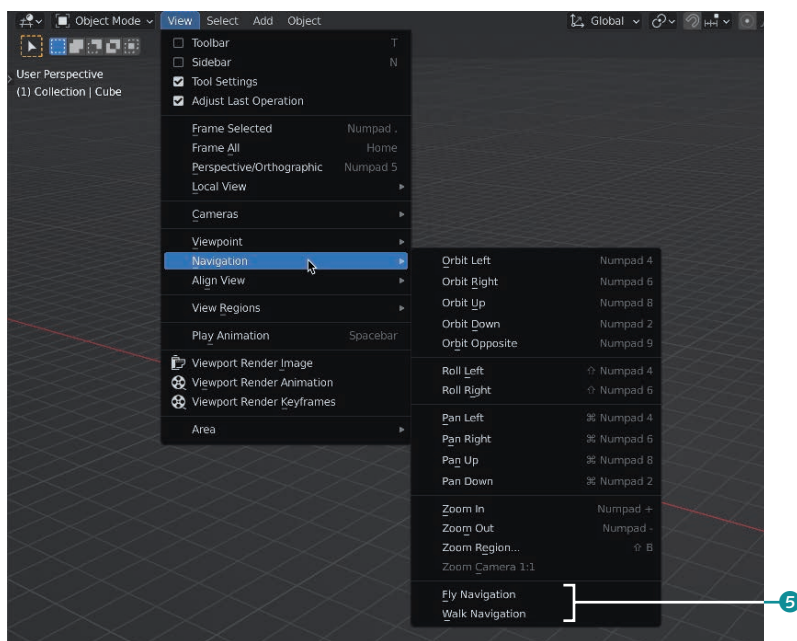 Object Mode View Select Add Object Global
Toolbar T
Sidebar N
User Perspective
Tool Settings
(1) Collection | Cube
Adjust Last Operation
Frame Selected Numpad .
Frame All Home
Perspective/Orthographic Numpad 5
Local View
Cameras
Viewpoint
Navigation
Align View
View Regions
Play Animation Spacebar
Viewport Render Image
Viewport Render Animation
Viewport Render Keyframes
Area
Orbit Left Numpad 4
Orbit Right Numpad 6
Orbit Up Numpad 8
Orbit Down Numpad 2
Orbit Opposite Numpad 9
Roll Left ⇧ Numpad 4
Roll Right ⇧ Numpad 6
Pan Left ⌘ Numpad 4
Pan Right ⌘ Numpad 6
Pan Up ⌘ Numpad 8
Pan Down ⌘ Numpad 2
Zoom In Numpad +
Zoom Out Numpad -
Zoom Region... ⇧ B
Zoom Camera 1:1
Fly Navigation
Walk Navigation
5